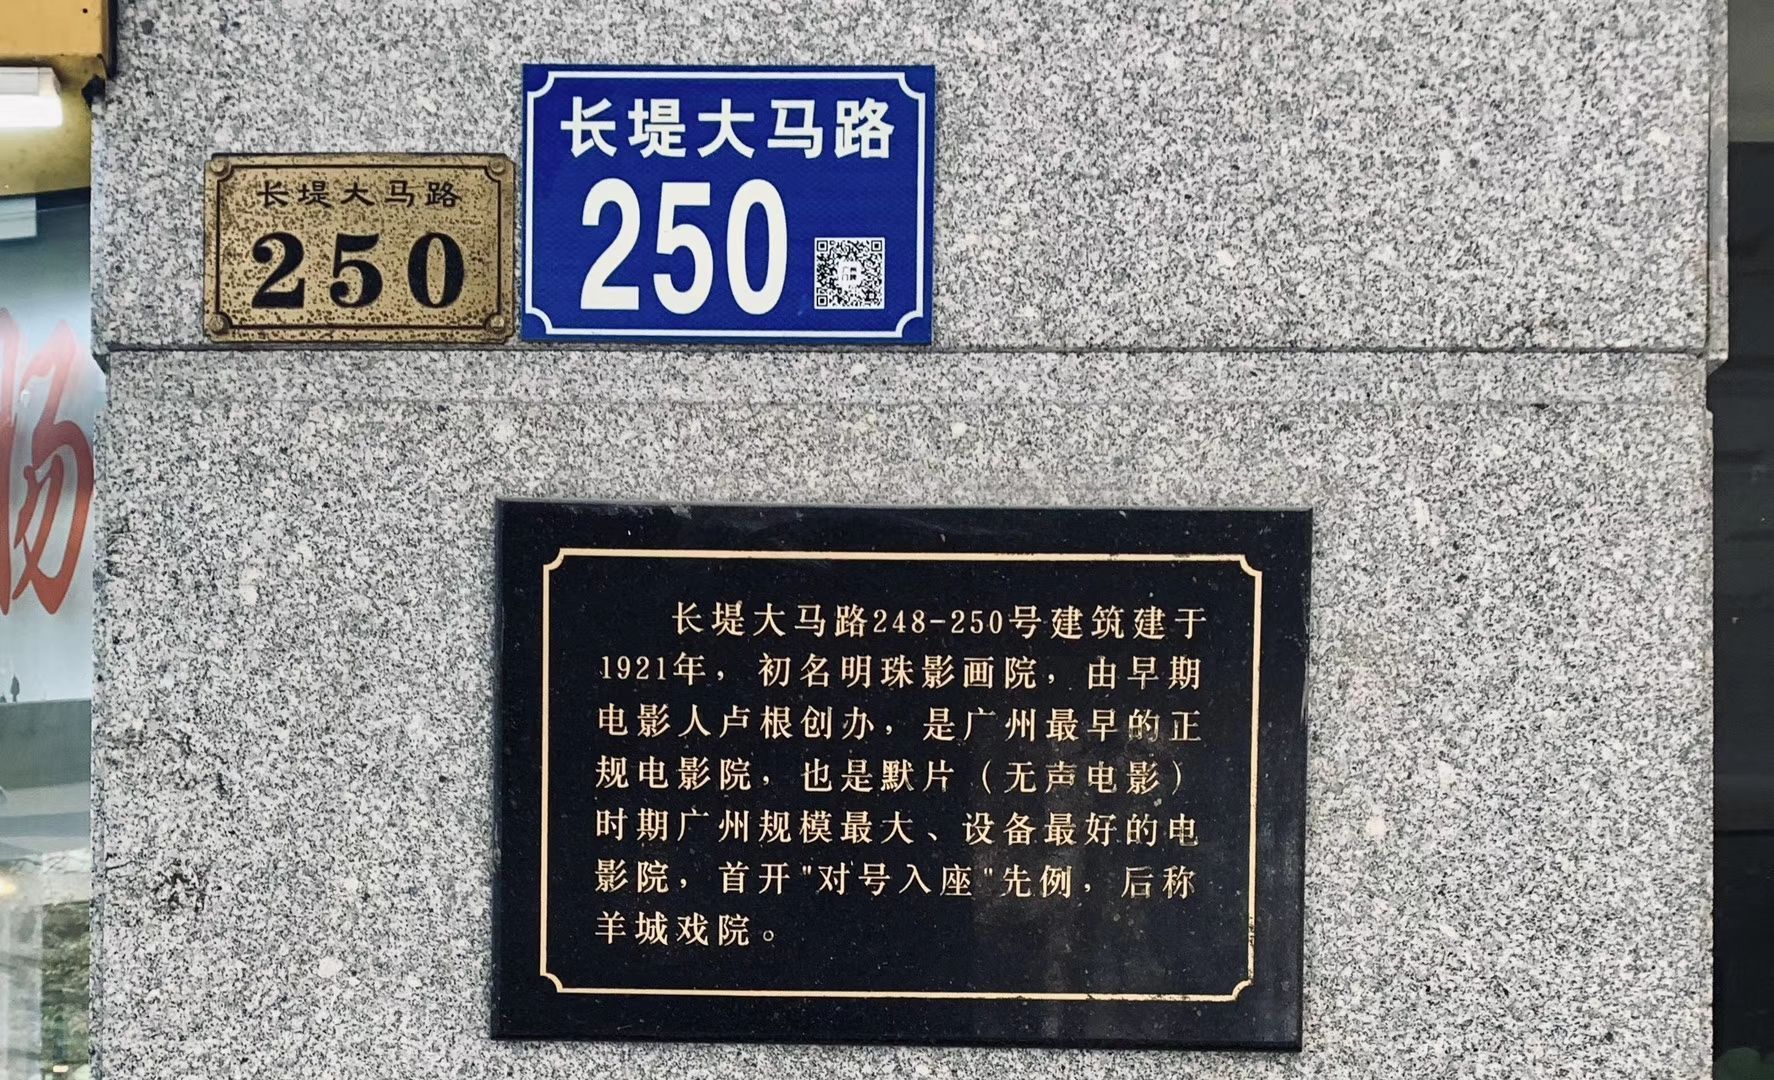 长堤大马路
250
长堤大马路
250
长堤大马路248-250号建筑建于
1921年，初名明珠影画院，由早期
电影人卢根创办，是广州最早的正
规电影院，也是默片（无声电影）
时期广州规模最大、设备最好的电
影院，首开"对号入座"先例，后称
羊城戏院。